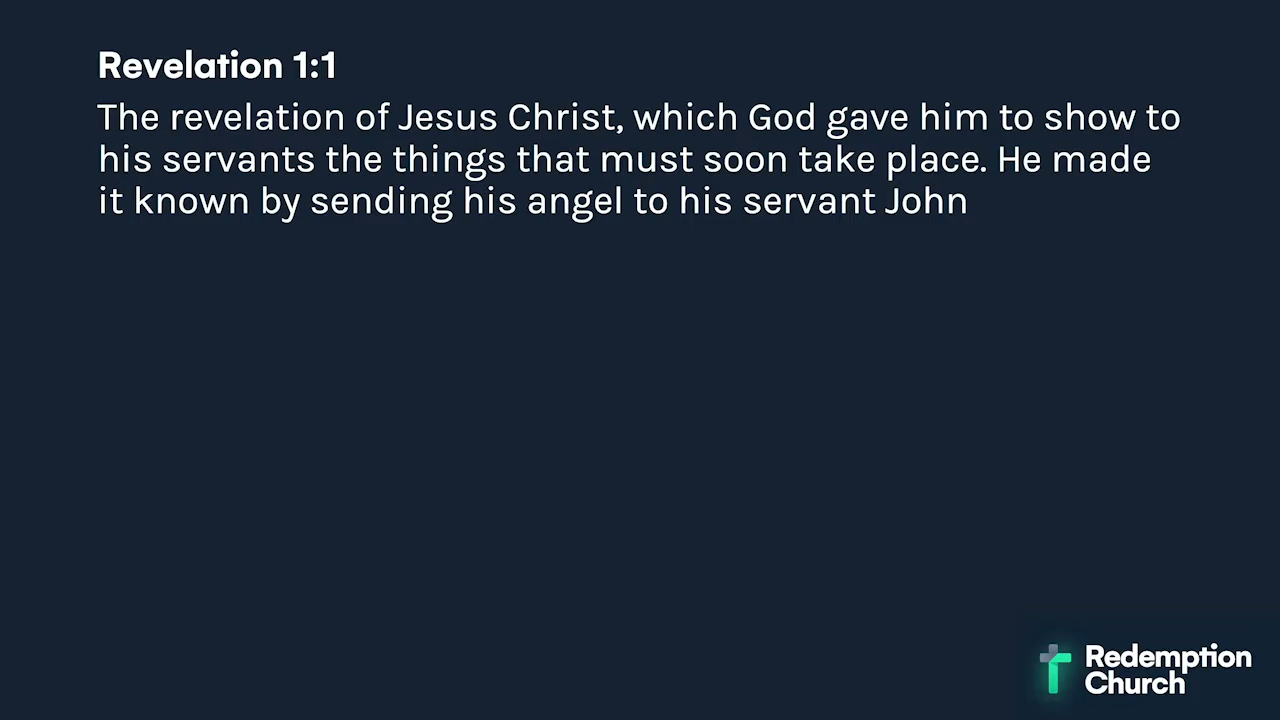 Revelation 1:1
The revelation of Jesus Christ, which God gave him to show to
his servants the things that must soon take place. He made
it known by sending his angel to his servant John
Redemption
Church